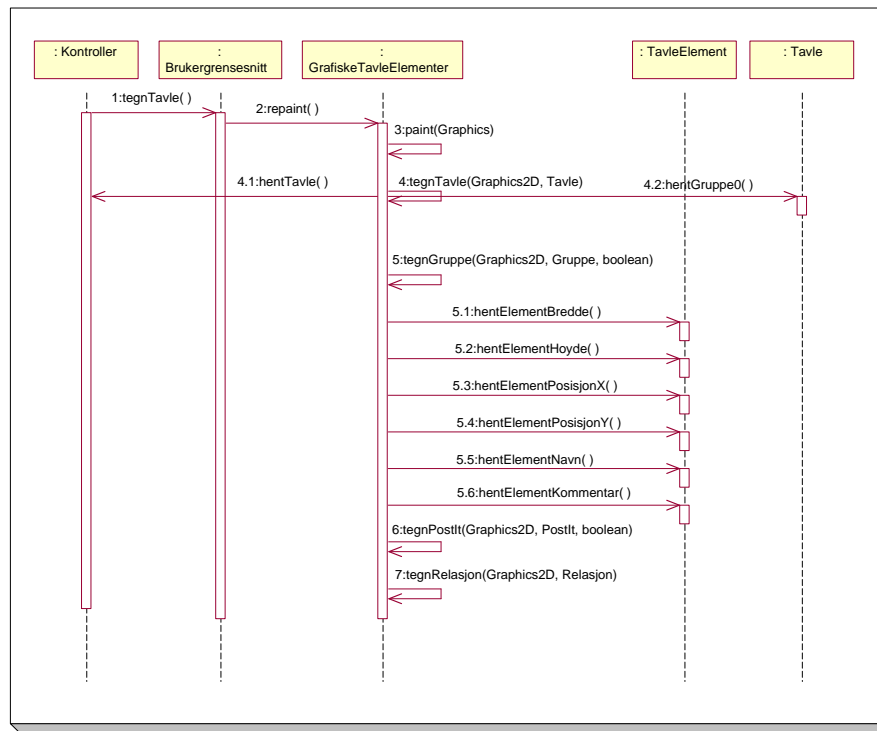 : Kontroller
:
Brukergrensesnitt
:
GrafiskeTavleElementer
: TavleElement
: Tavle
1:tegnTavle( )
2:repaint( )
3:paint(Graphics)
4.1:hentTavle( )
4:tegnTavle(Graphics2D, Tavle)
4.2:hentGruppe0( )
5:tegnGruppe(Graphics2D, Gruppe, boolean)
5.1:hentElementBredde( )
5.2:hentElementHoyde( )
5.3:hentElementPosisjonX( )
5.4:hentElementPosisjonY( )
5.5:hentElementNavn( )
5.6:hentElementKommentar( )
6:tegnPostIt(Graphics2D, PostIt, boolean)
7:tegnRelasjon(Graphics2D, Relasjon)